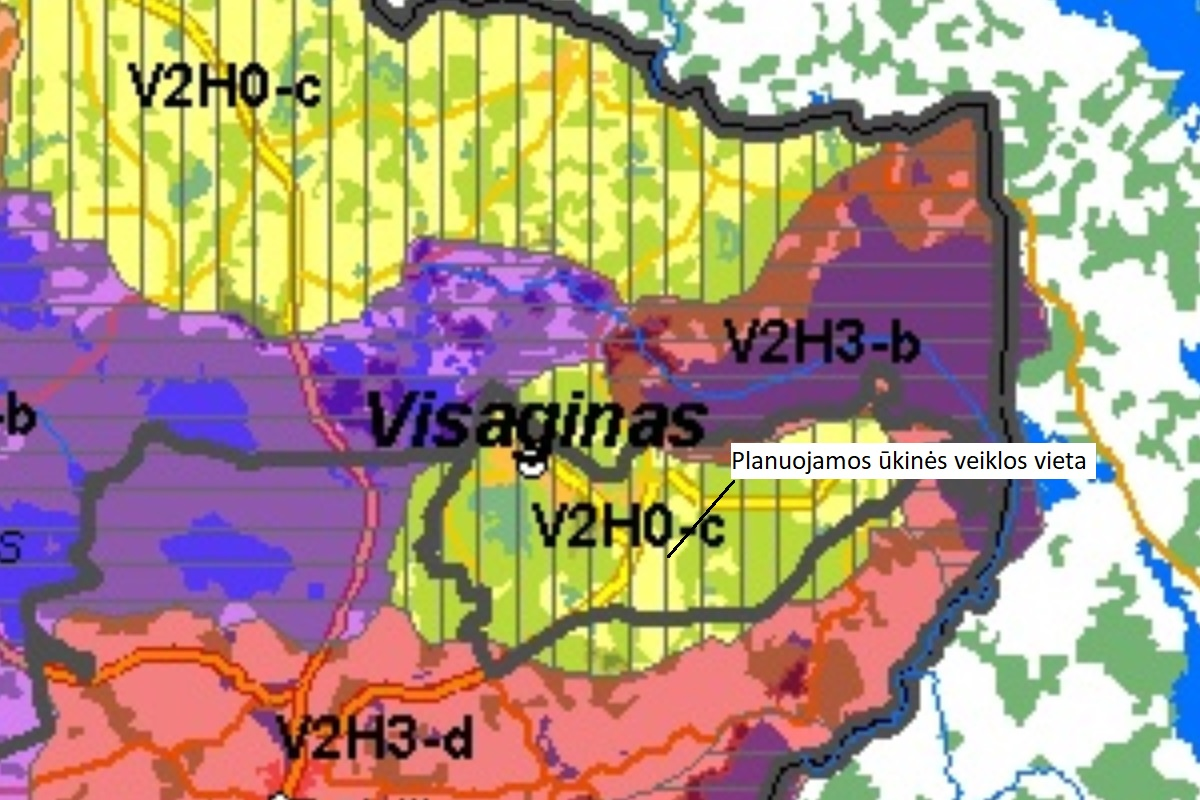 V2H0-c
V2H3-b
-b
Visaginas
Planuojamos ūkinės veiklos vieta
V2H0-c
s
V2H3-d